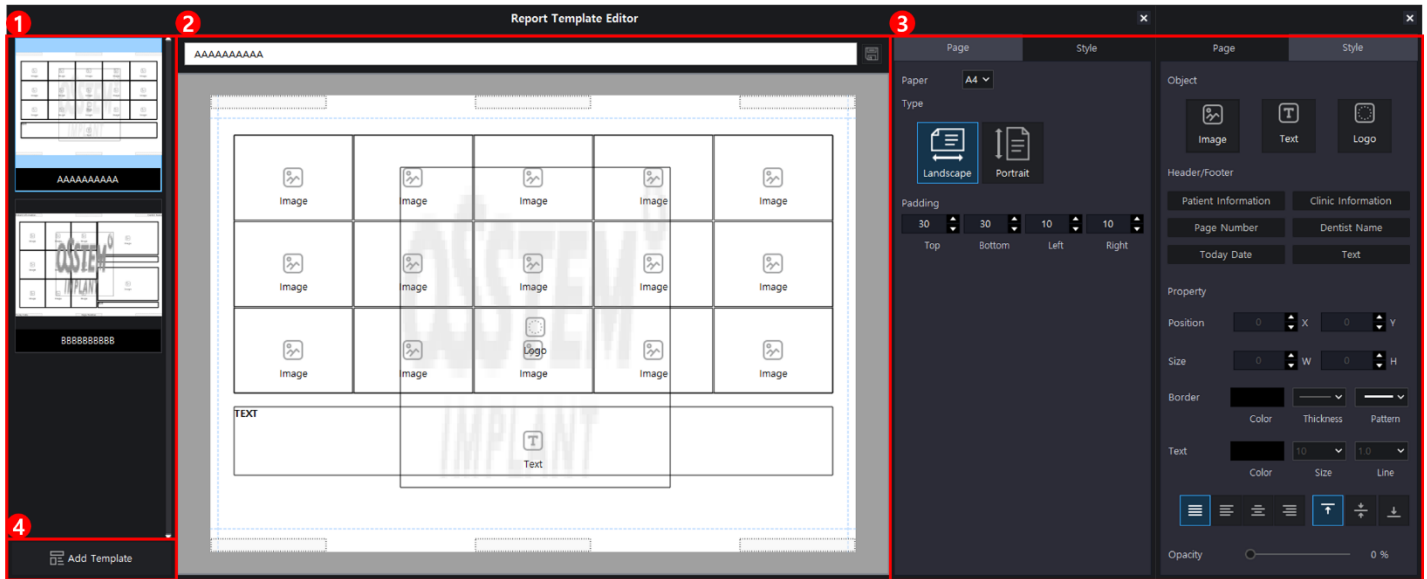 1
2
Report Template Editor
3
AAAAAAAAAA
AAAAAAAAAA
BBBBBBBBBB
4
Add Template
Image Image Image Image Image
Image Image Image Image Image
Logo
Image Image Image Image Image
TEXT
Text
OSSTEM
IMPLANT
Page Style
Paper A4
Type
Landscape Portrait
Padding
30 30 10 10
Top Bottom Left Right
Page Style
Object
Image Text Logo
Header/Footer
Patient Information Clinic Information
Page Number Dentist Name
Today Date Text
Property
Position 0 X 0 Y
Size 0 W 0 H
Border
Color Thickness Pattern
Text 10 1.0
Color Size Line
Opacity 0 %